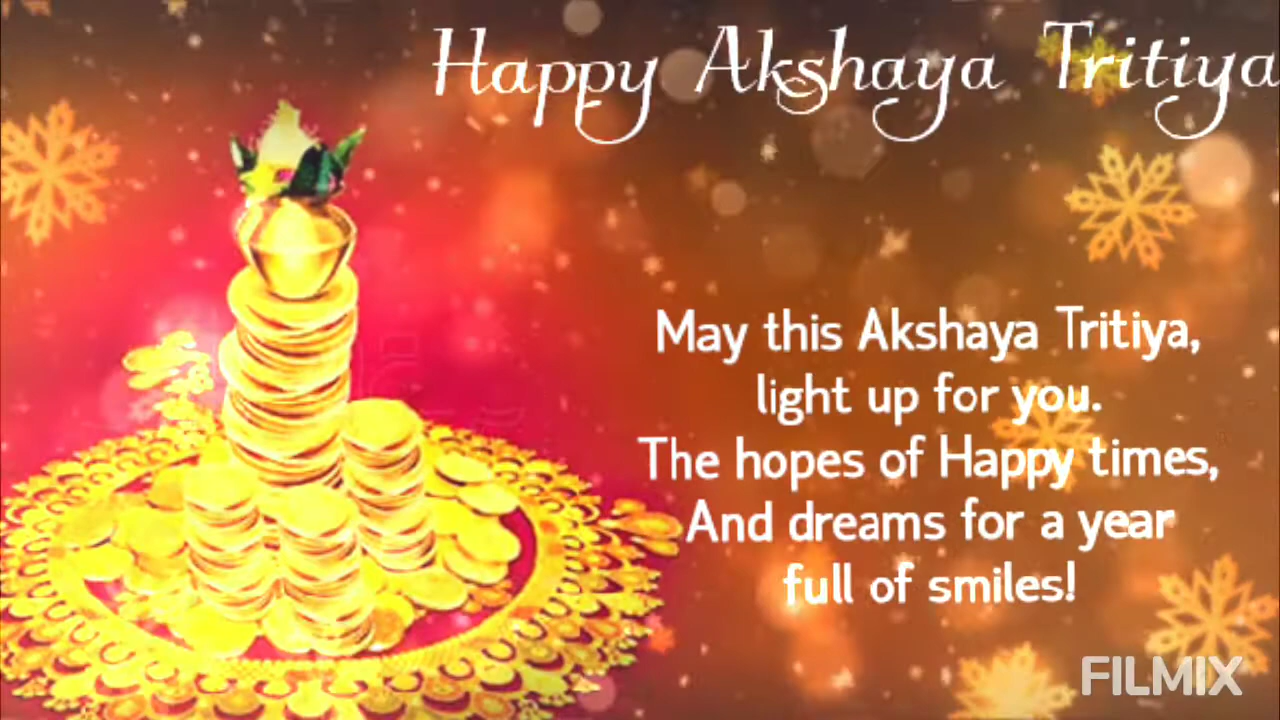 Happy Akshaya Tritiya
May this Akshaya Tritiya,
light up for you.
The hopes of Happy times,
And dreams for a year
full of smiles!
FILMIX